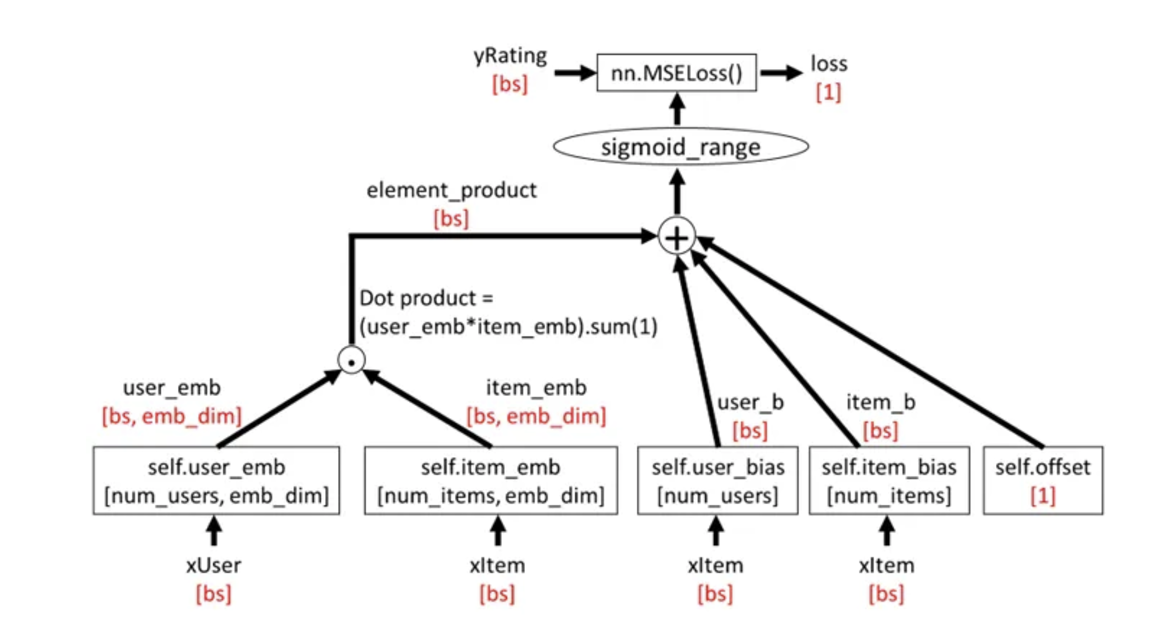 yRating
[bs]
nn.MSELoss()
loss
[1]
sigmoid_range
element_product
[bs]
+
Dot product =
(user_emb*item_emb).sum(1)
.
user_emb
[bs, emb_dim]
item_emb
[bs, emb_dim]
user_b
[bs]
item_b
[bs]
self.user_emb
[num_users, emb_dim]
self.item_emb
[num_items, emb_dim]
self.user_bias
[num_users]
self.item_bias
[num_items]
self.offset
[1]
xUser
[bs]
xItem
[bs]
xItem
[bs]
xItem
[bs]